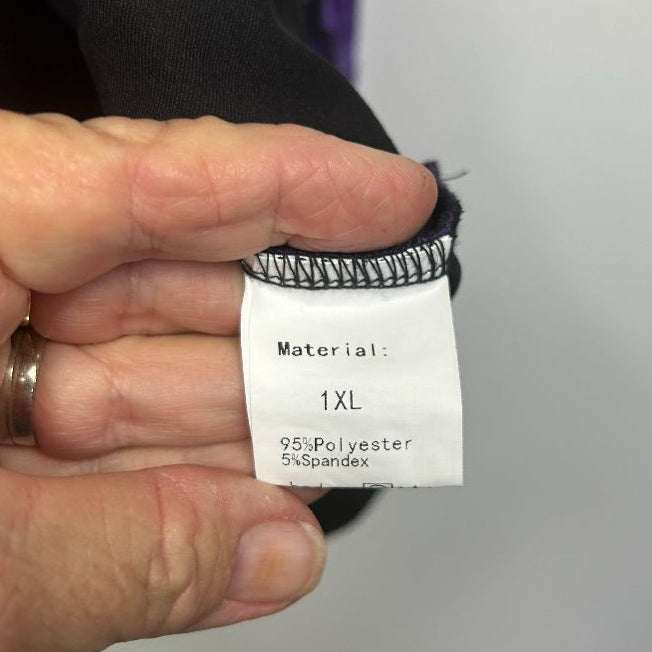 Material:
1XL
95%Polyester
5%Spandex